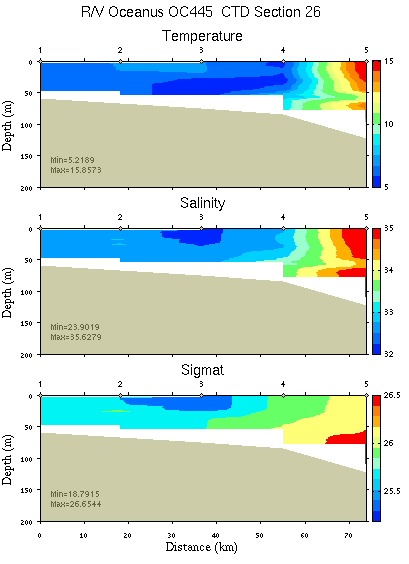 R/V Oceanus OC445 CTD Section 26
Temperature
1 2 3 4 5
0
50
100
150
200
Depth (m)
Min=5.2189
Max=15.8573
15
10
5
Salinity
1 2 3 4 5
0
50
100
150
200
Depth (m)
Min=23.9019
Max=35.6279
35
34
33
32
Sigmat
1 2 3 4 5
0
50
100
150
200
Depth (m)
Min=18.7915
Max=26.6544
26.5
25.5
0 10 20 30 40 50 60 70
Distance (km)